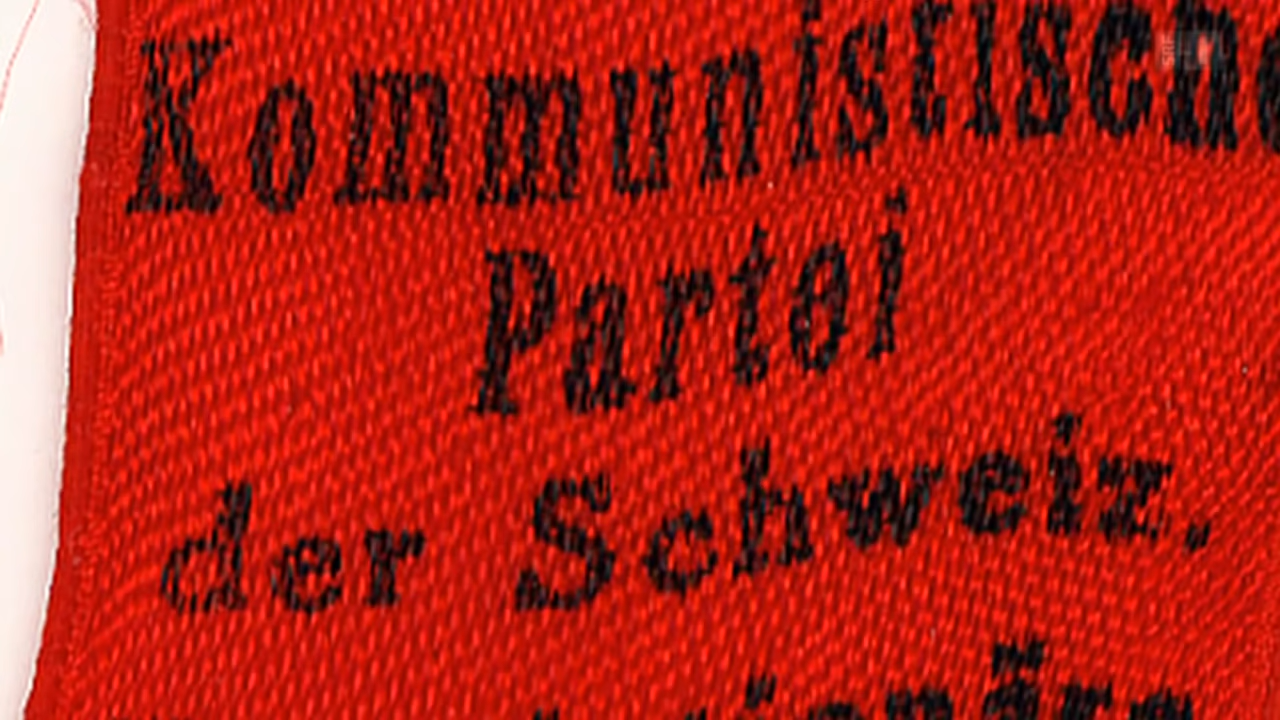 Kommunistische
Partei
der Schweiz.